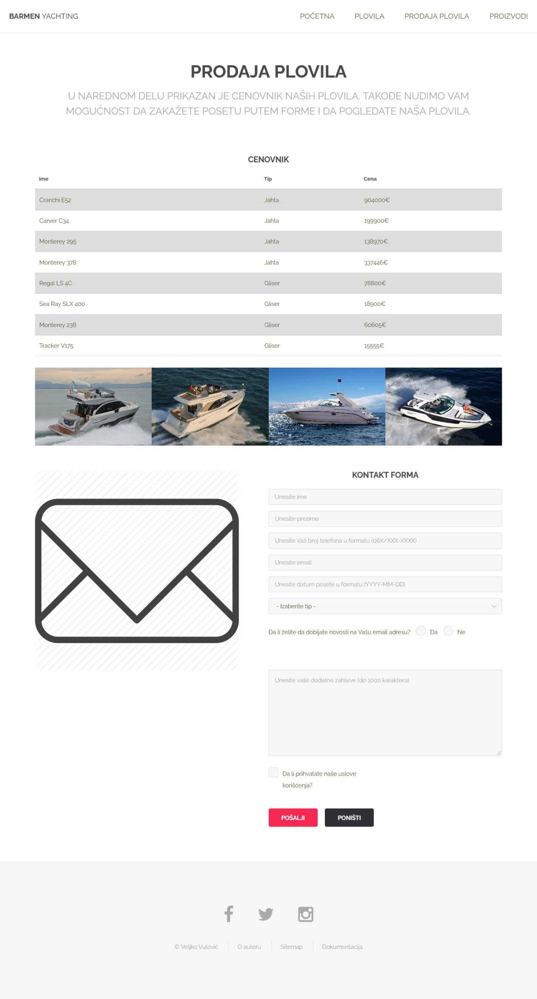 BARMEN YACHTING
POČETNA
PLOVILA
PRODAJA PLOVILA
PROIZVODI
PRODAJA PLOVILA
U NAREDNOM DELU PRIKAZAN JE CENOVNIK NAŠIH PLOVILA. TAKOĐE NUDIMO VAM
MOGUĆNOST DA ZAKAŽETE POSETU PUTEM FORME I DA POGLEDATE NAŠA PLOVILA.
CENOVNIK
Ime Tip Cena
Cranchi E52 Jahta 904000€
Carver C34 Jahta 199900€
Monterey 295 Jahta 138970€
Monterey 378 Jahta 337446€
Regal LS 4C Gliser 78800€
Sea Ray SLX 400 Gliser 18900€
Monterey 238 Gliser 60605€
Tracker V175 Gliser 15555€
KONTAKT FORMA
Unesite ime
Unesite prezime
Unesite Vaš broj telefona u formatu (06X/XXX-XXXX)
Unesite email
Unesite datum posete u formatu (YYYY-MM-DD)
- Izaberite tip -
Da li želite da dobijate novosti na Vašu email adresu? Da Ne
Unesite vaše dodatne zahteve (do 1000 karaktera)
Da li prihvatate naše uslove
korišćenja?
POŠALJI
PONIŠTI
© Veljko Vulović
O autoru
Sitemap
Dokumentacija